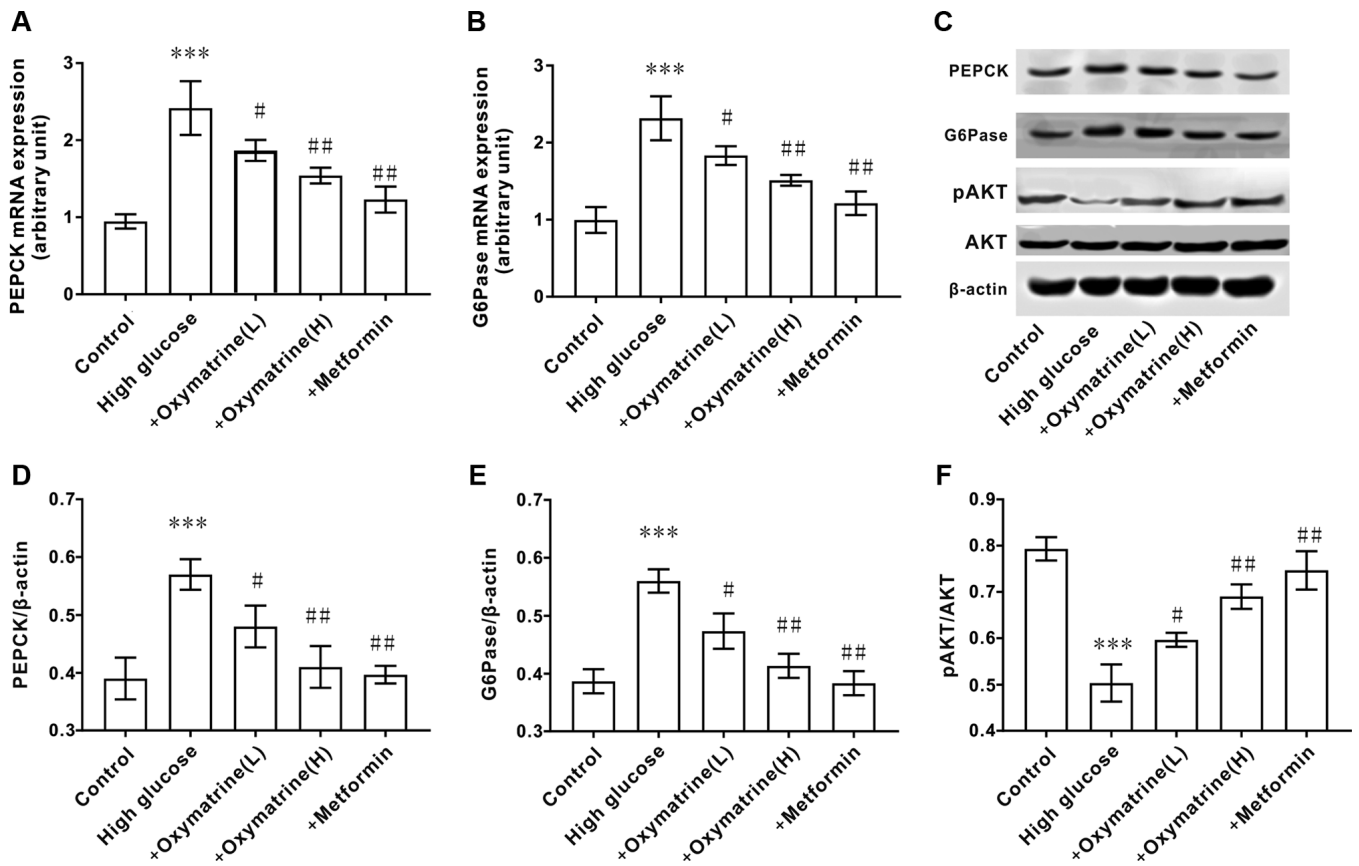 A
PEPCK mRNA expression
(arbitrary unit)
3
2
1
0
***
#
##
##
Control
High glucose
+Oxymatrine(L)
+Oxymatrine(H)
+Metformin
B
G6Pase mRNA expression
(arbitrary unit)
3
2
1
0
***
#
##
##
Control
High glucose
+Oxymatrine(L)
+Oxymatrine(H)
+Metformin
C
PEPCK
G6Pase
pAKT
AKT
β-actin
Control
High glucose
+Oxymatrine(L)
+Oxymatrine(H)
+Metformin
D
PEPCK/β-actin
0.7
0.6
0.5
0.4
0.3
***
#
##
##
Control
High glucose
+Oxymatrine(L)
+Oxymatrine(H)
+Metformin
E
G6Pase/β-actin
0.7
0.6
0.5
0.4
0.3
***
#
##
##
Control
High glucose
+Oxymatrine(L)
+Oxymatrine(H)
+Metformin
F
pAKT/AKT
0.9
0.8
0.7
0.6
0.5
0.4
***
#
##
##
Control
High glucose
+Oxymatrine(L)
+Oxymatrine(H)
+Metformin